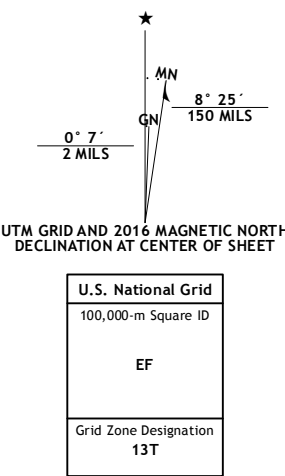 ★
MN
GN
8° 25´
150 MILS
0° 7´
2 MILS
UTM GRID AND 2016 MAGNETIC NORTH
DECLINATION AT CENTER OF SHEET
U.S. National Grid
100,000-m Square ID
EF
Grid Zone Designation
13T